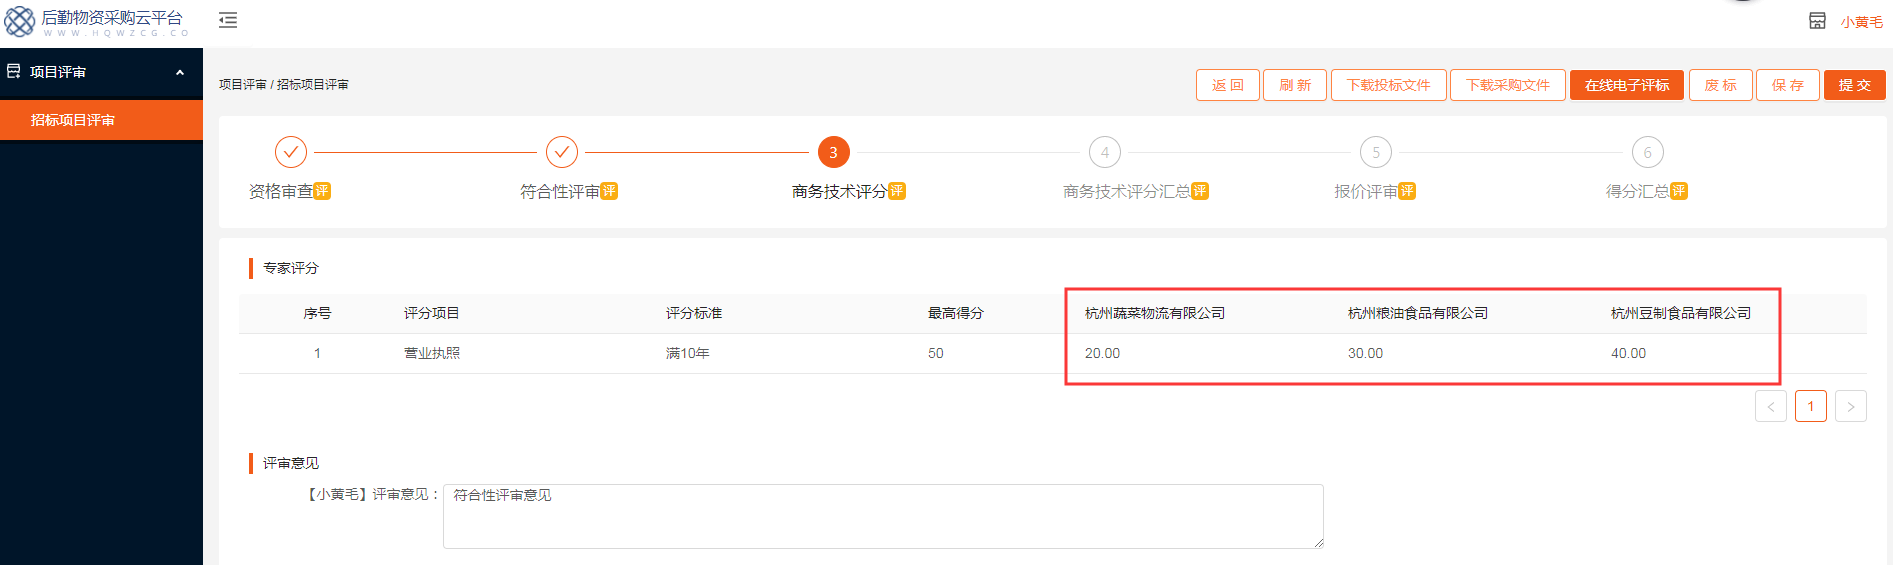 后勤物资采购云平台
WWW.HQWZCG.CO
小黄毛
项目评审
招标项目评审
项目评审 / 招标项目评审
返 回 刷 新 下载投标文件 下载采购文件 在线电子评标 废 标 保 存 提 交
3 4 5 6
资格审查评 符合性评审评 商务技术评分评 商务技术评分汇总评 报价评审评 得分汇总评
专家评分
序号 评分项目 评分标准 最高得分 杭州蔬菜物流有限公司 杭州粮油食品有限公司 杭州豆制食品有限公司
1 营业执照 满10年 50 20.00 30.00 40.00
< 1 >
评审意见
【小黄毛】评审意见： 符合性评审意见